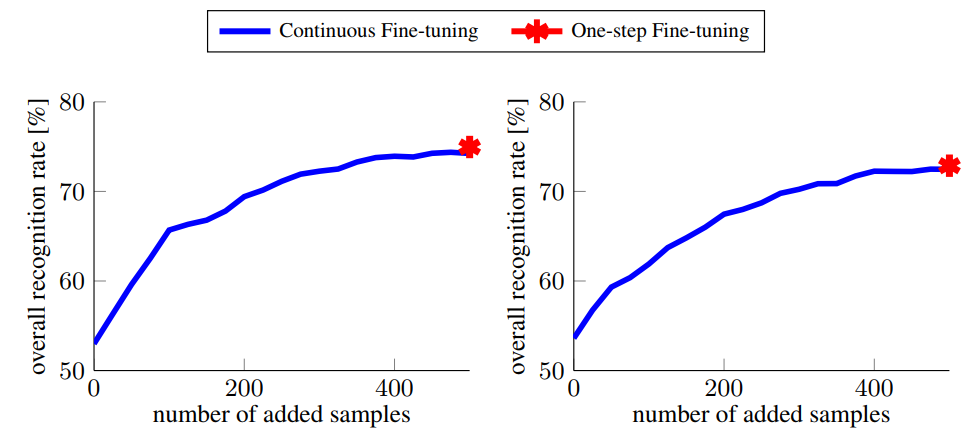 Continuous Fine-tuning One-step Fine-tuning
overall recognition rate [%]
80
70
60
50
0 200 400
number of added samples
overall recognition rate [%]
80
70
60
50
0 200 400
number of added samples